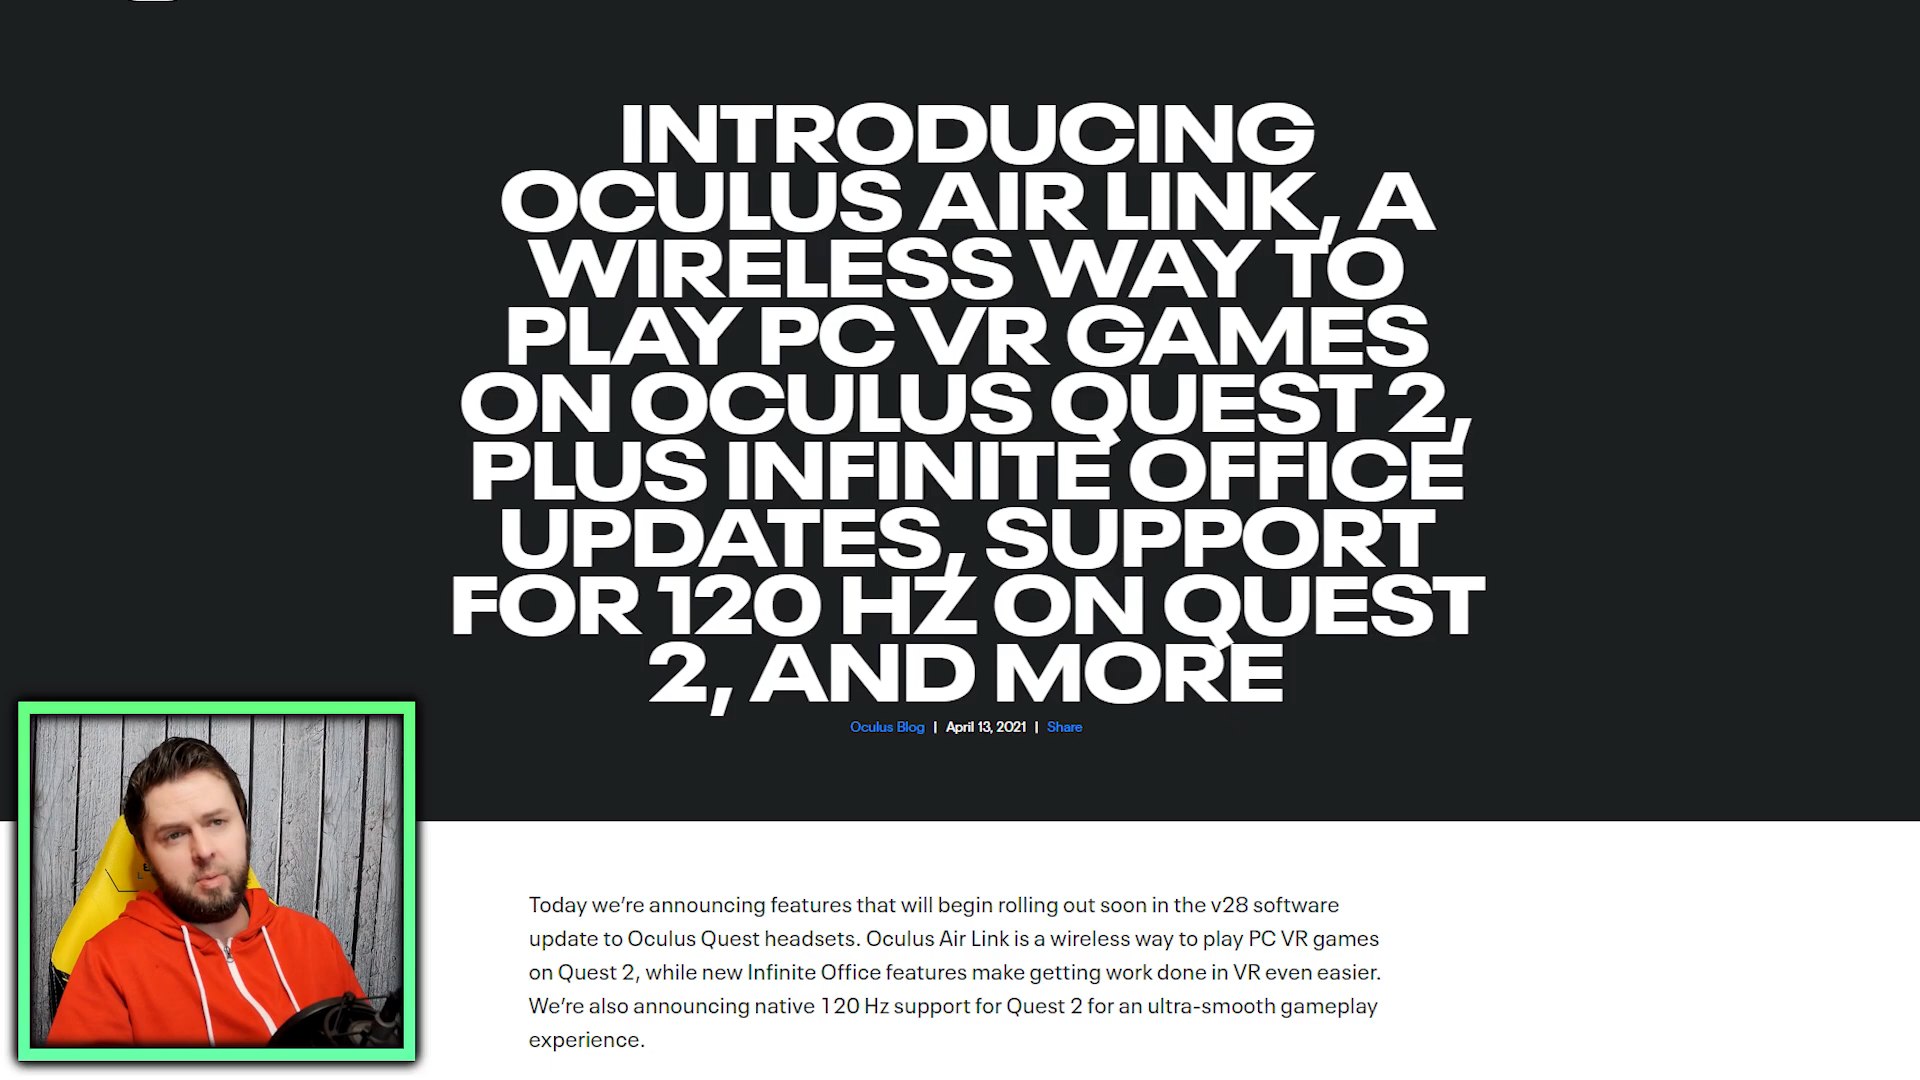 INTRODUCING
OCULUS AIR LINK, A
WIRELESS WAY TO
PLAY PC VR GAMES
ON OCULUS QUEST 2,
PLUS INFINITE OFFICE
UPDATES, SUPPORT
FOR 120 HZ ON QUEST
2, AND MORE
Oculus Blog | April 13, 2021 | Share
Today we’re announcing features that will begin rolling out soon in the v28 software
update to Oculus Quest headsets. Oculus Air Link is a wireless way to play PC VR games
on Quest 2, while new Infinite Office features make getting work done in VR even easier.
We’re also announcing native 120 Hz support for Quest 2 for an ultra-smooth gameplay
experience.